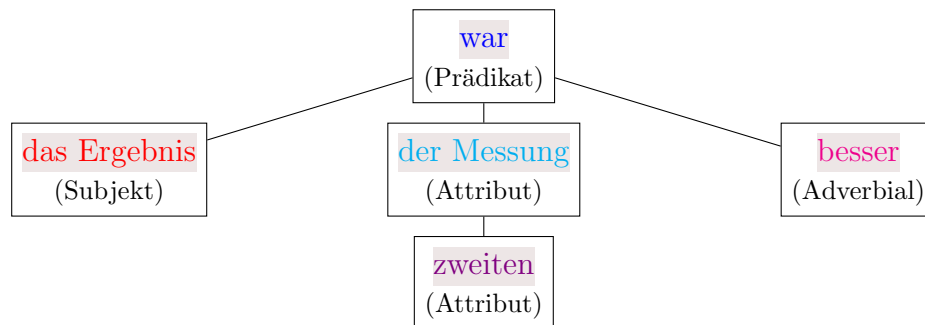 war
(Prädikat)
das Ergebnis
(Subjekt)
der Messung
(Attribut)
besser
(Adverbial)
zweiten
(Attribut)